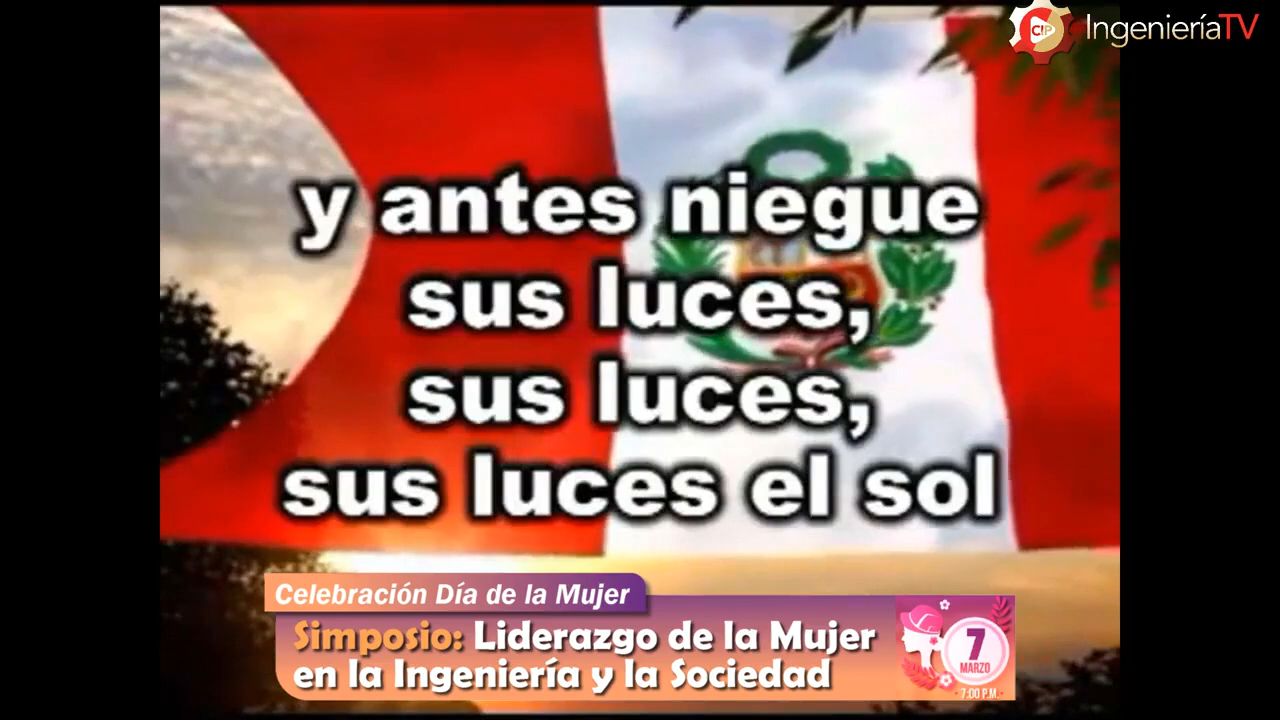 CIP IngenieríaTV
y antes niegue
sus luces,
sus luces,
sus luces el sol
Celebración Día de la Mujer
Simposio: Liderazgo de la Mujer
en la Ingeniería y la Sociedad
7
MARZO
7:00 P.M.